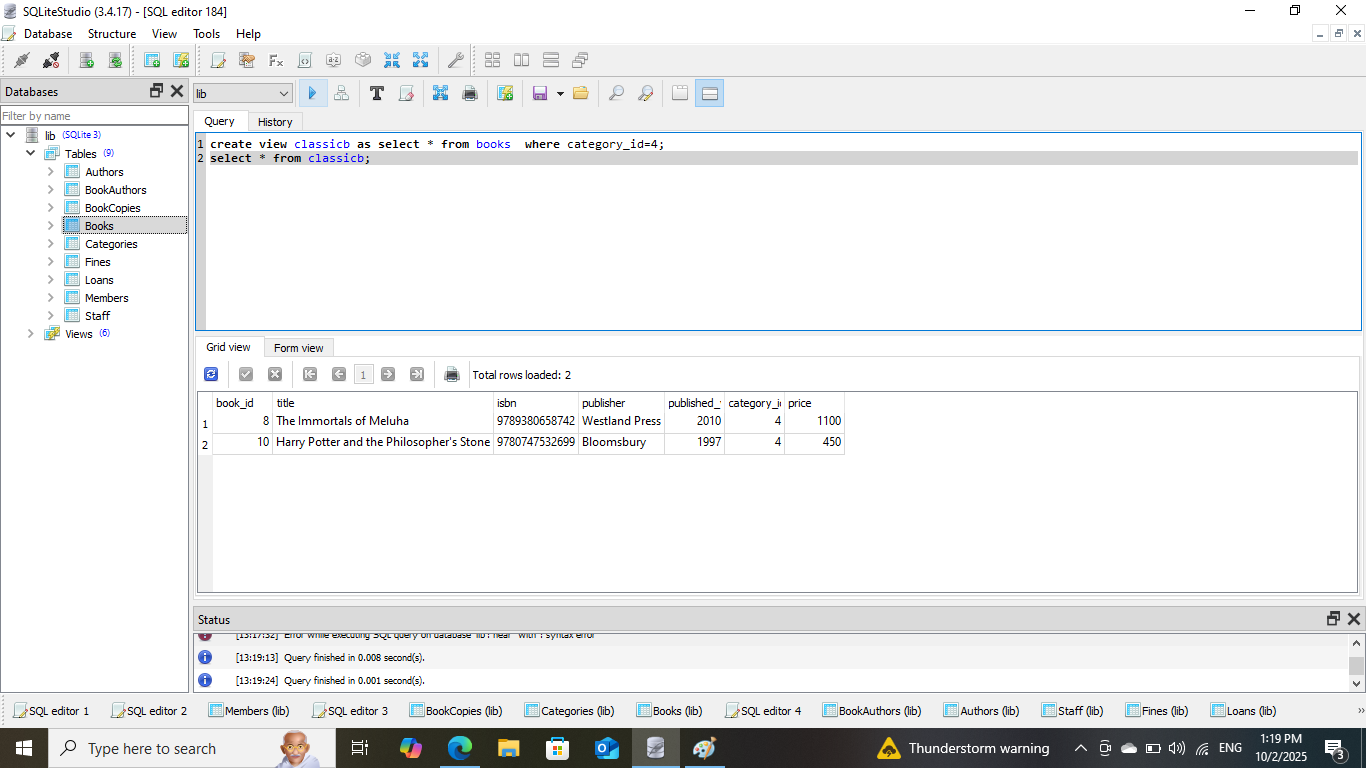 SQLiteStudio (3.4.17) - [SQL editor 184]
Database Structure View Tools Help
Databases
lib
Filter by name
Query History
lib (SQLite 3)
Tables (9)
Authors
BookAuthors
BookCopies
Books
Categories
Fines
Loans
Members
Staff
Views (6)
1 create view classicb as select * from books  where category_id=4;
2 select * from classicb;
Grid view Form view
1 Total rows loaded: 2
book_id title isbn publisher published_ category_i price
1 8 The Immortals of Meluha 9789380658742 Westland Press 2010 4 1100
2 10 Harry Potter and the Philosopher's Stone 9780747532699 Bloomsbury 1997 4 450
Status
[13:17:32] Error while executing SQL query on database 'lib': near "with": syntax error
[13:19:13] Query finished in 0.008 second(s).
[13:19:24] Query finished in 0.001 second(s).
SQL editor 1 SQL editor 2 Members (lib) SQL editor 3 BookCopies (lib) Categories (lib) Books (lib) SQL editor 4 BookAuthors (lib) Authors (lib) Staff (lib) Fines (lib) Loans (lib) »
Type here to search
Thunderstorm warning
ENG
1:19 PM
10/2/2025
3